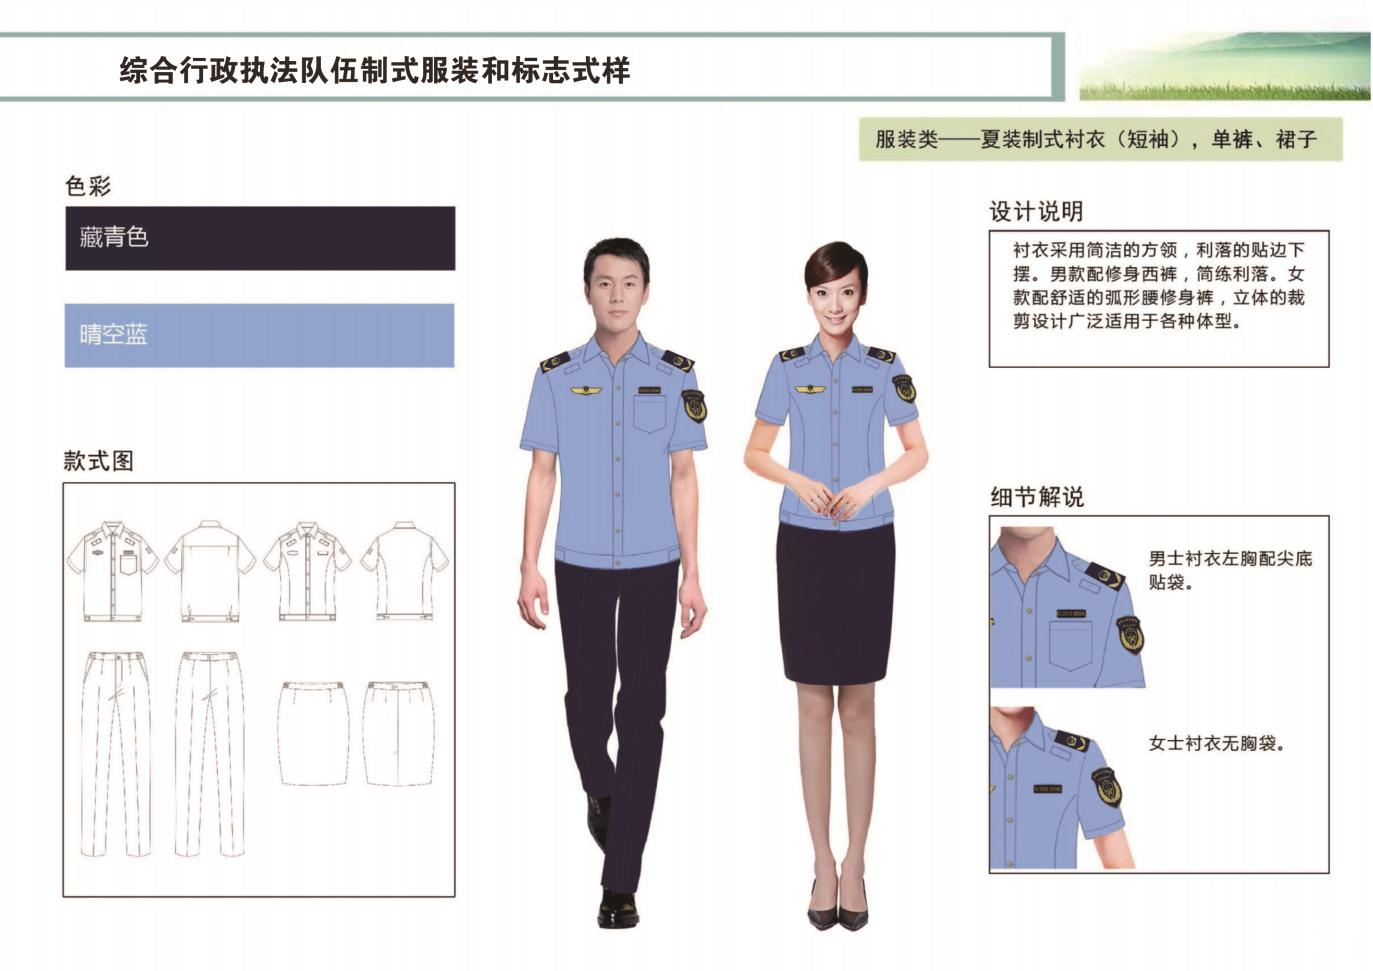 综合行政执法队伍制式服装和标志式样
服装类——夏装制式衬衣（短袖），单裤、裙子
色彩
藏青色
晴空蓝
款式图
设计说明
衬衣采用简洁的方领，利落的贴边下
摆。男款配修身西裤，简练利落。女
款配舒适的弧形腰修身裤，立体的裁
剪设计广泛适用于各种体型。
细节解说
男士衬衣左胸配尖底
贴袋。
女士衬衣无胸袋。